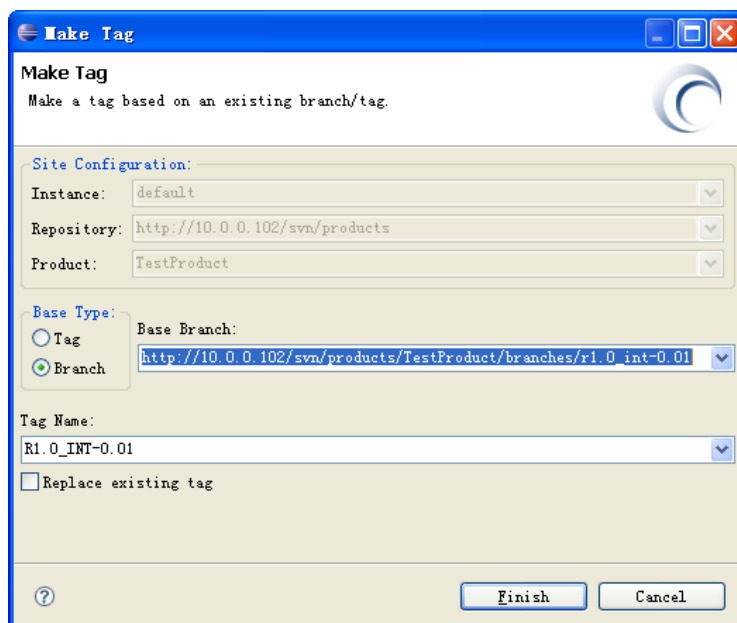 Make Tag
Make Tag
Make a tag based on an existing branch/tag.
Site Configuration:
Instance: default
Repository: http://10.0.0.102/svn/products
Product: TestProduct
Base Type:
Tag
Branch
Base Branch:
http://10.0.0.102/svn/products/TestProduct/branches/r1.0_int-0.01
Tag Name:
R1.0_INT-0.01
Replace existing tag
?
Finish Cancel